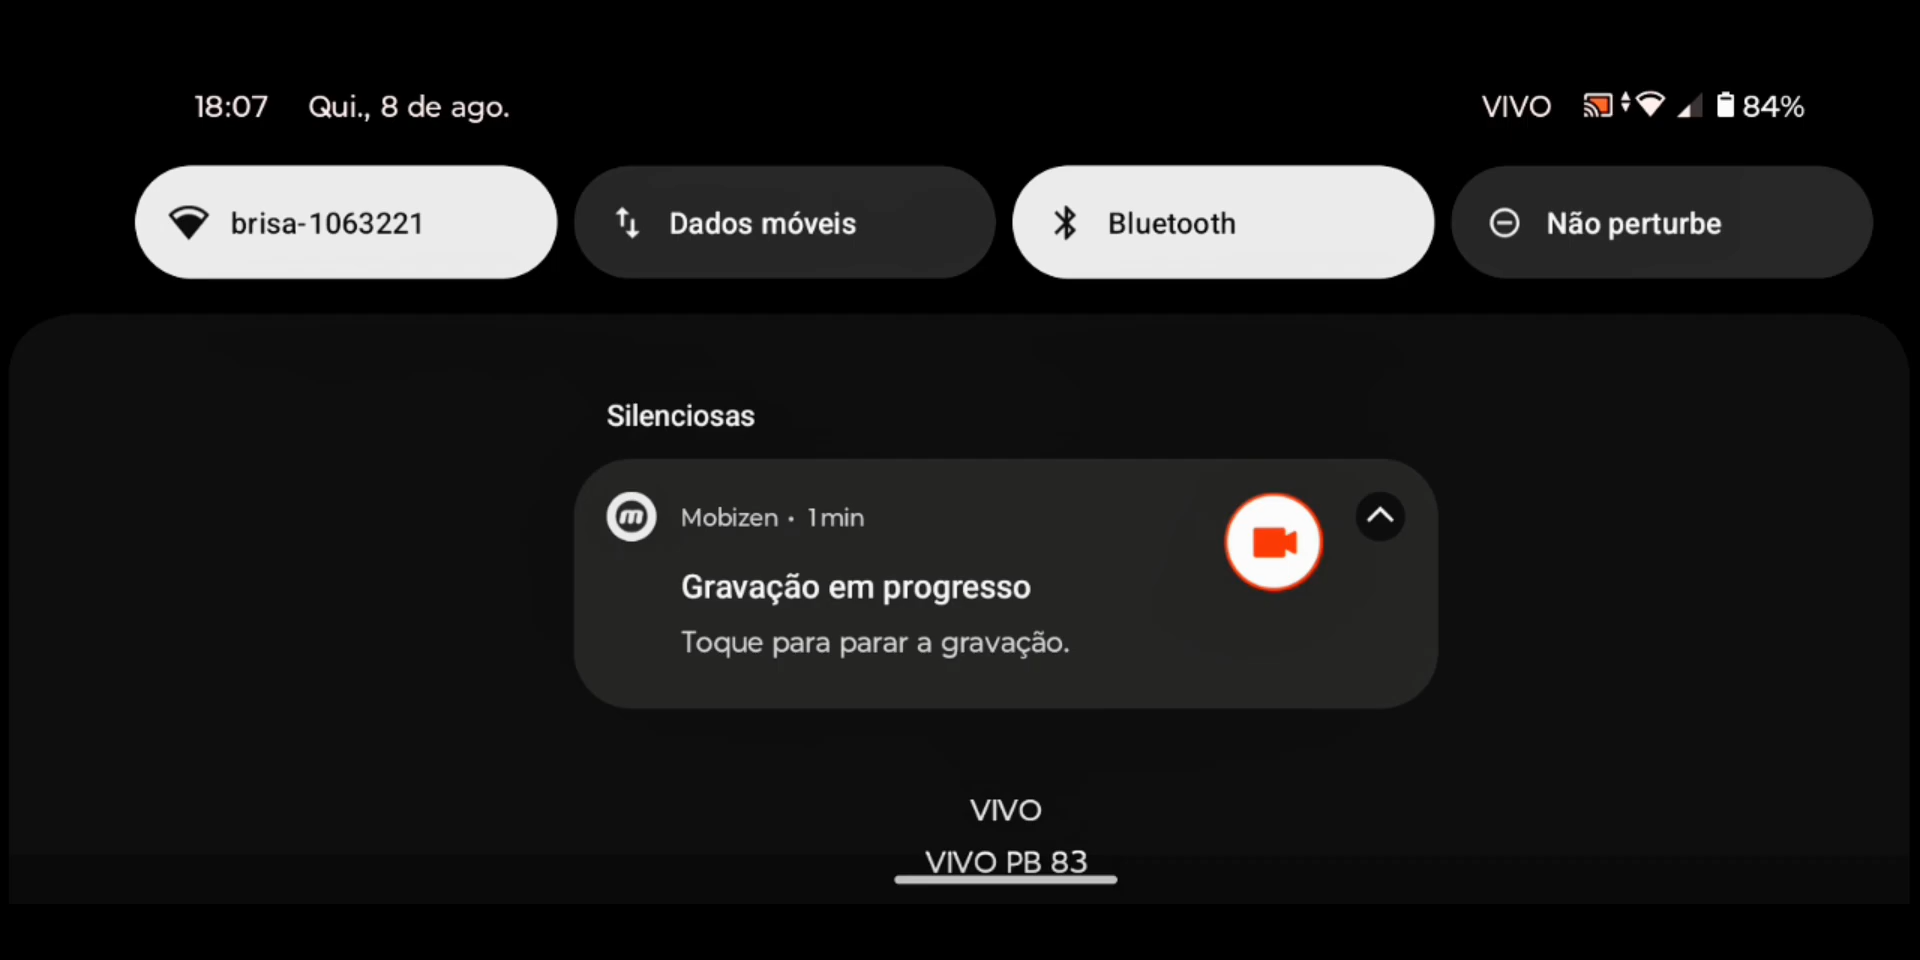 18:07 Qui., 8 de ago. VIVO 84%
brisa-1063221 Dados móveis Bluetooth Não perturbe
Silenciosas
Mobizen • 1 min
Gravação em progresso
Toque para parar a gravação.
VIVO
VIVO PB 83